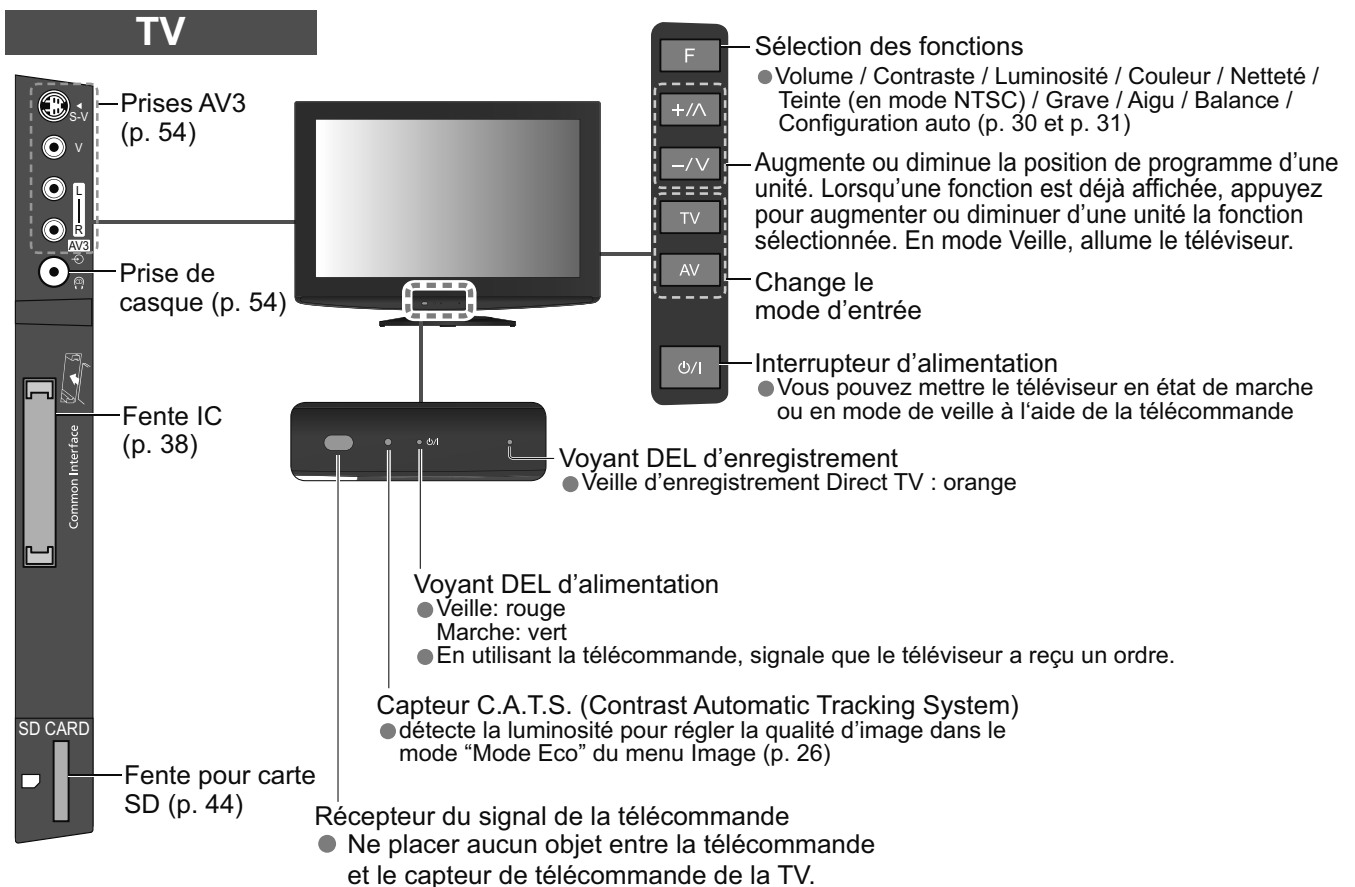 TV
S-V
V
L
R
AV3
Prises AV3
(p. 54)
Prise de
casque (p. 54)
Common Interface
Fente IC
(p. 38)
SD CARD
Fente pour carte
SD (p. 44)
F
+/∧
−/∨
TV
AV
⏻/I
Sélection des fonctions
● Volume / Contraste / Luminosité / Couleur / Netteté /
Teinte (en mode NTSC) / Grave / Aigu / Balance /
Configuration auto (p. 30 et p. 31)
Augmente ou diminue la position de programme d’une
unité. Lorsqu’une fonction est déjà affichée, appuyez
pour augmenter ou diminuer d’une unité la fonction
sélectionnée. En mode Veille, allume le téléviseur.
Change le
mode d’entrée
Interrupteur d’alimentation
● Vous pouvez mettre le téléviseur en état de marche
ou en mode de veille à l‘aide de la télécommande
⏻/I
Voyant DEL d’enregistrement
● Veille d’enregistrement Direct TV : orange
Voyant DEL d’alimentation
● Veille: rouge
Marche: vert
● En utilisant la télécommande, signale que le téléviseur a reçu un ordre.
Capteur C.A.T.S. (Contrast Automatic Tracking System)
● détecte la luminosité pour régler la qualité d’image dans le
mode “Mode Eco” du menu Image (p. 26)
Récepteur du signal de la télécommande
● Ne placer aucun objet entre la télécommande
et le capteur de télécommande de la TV.